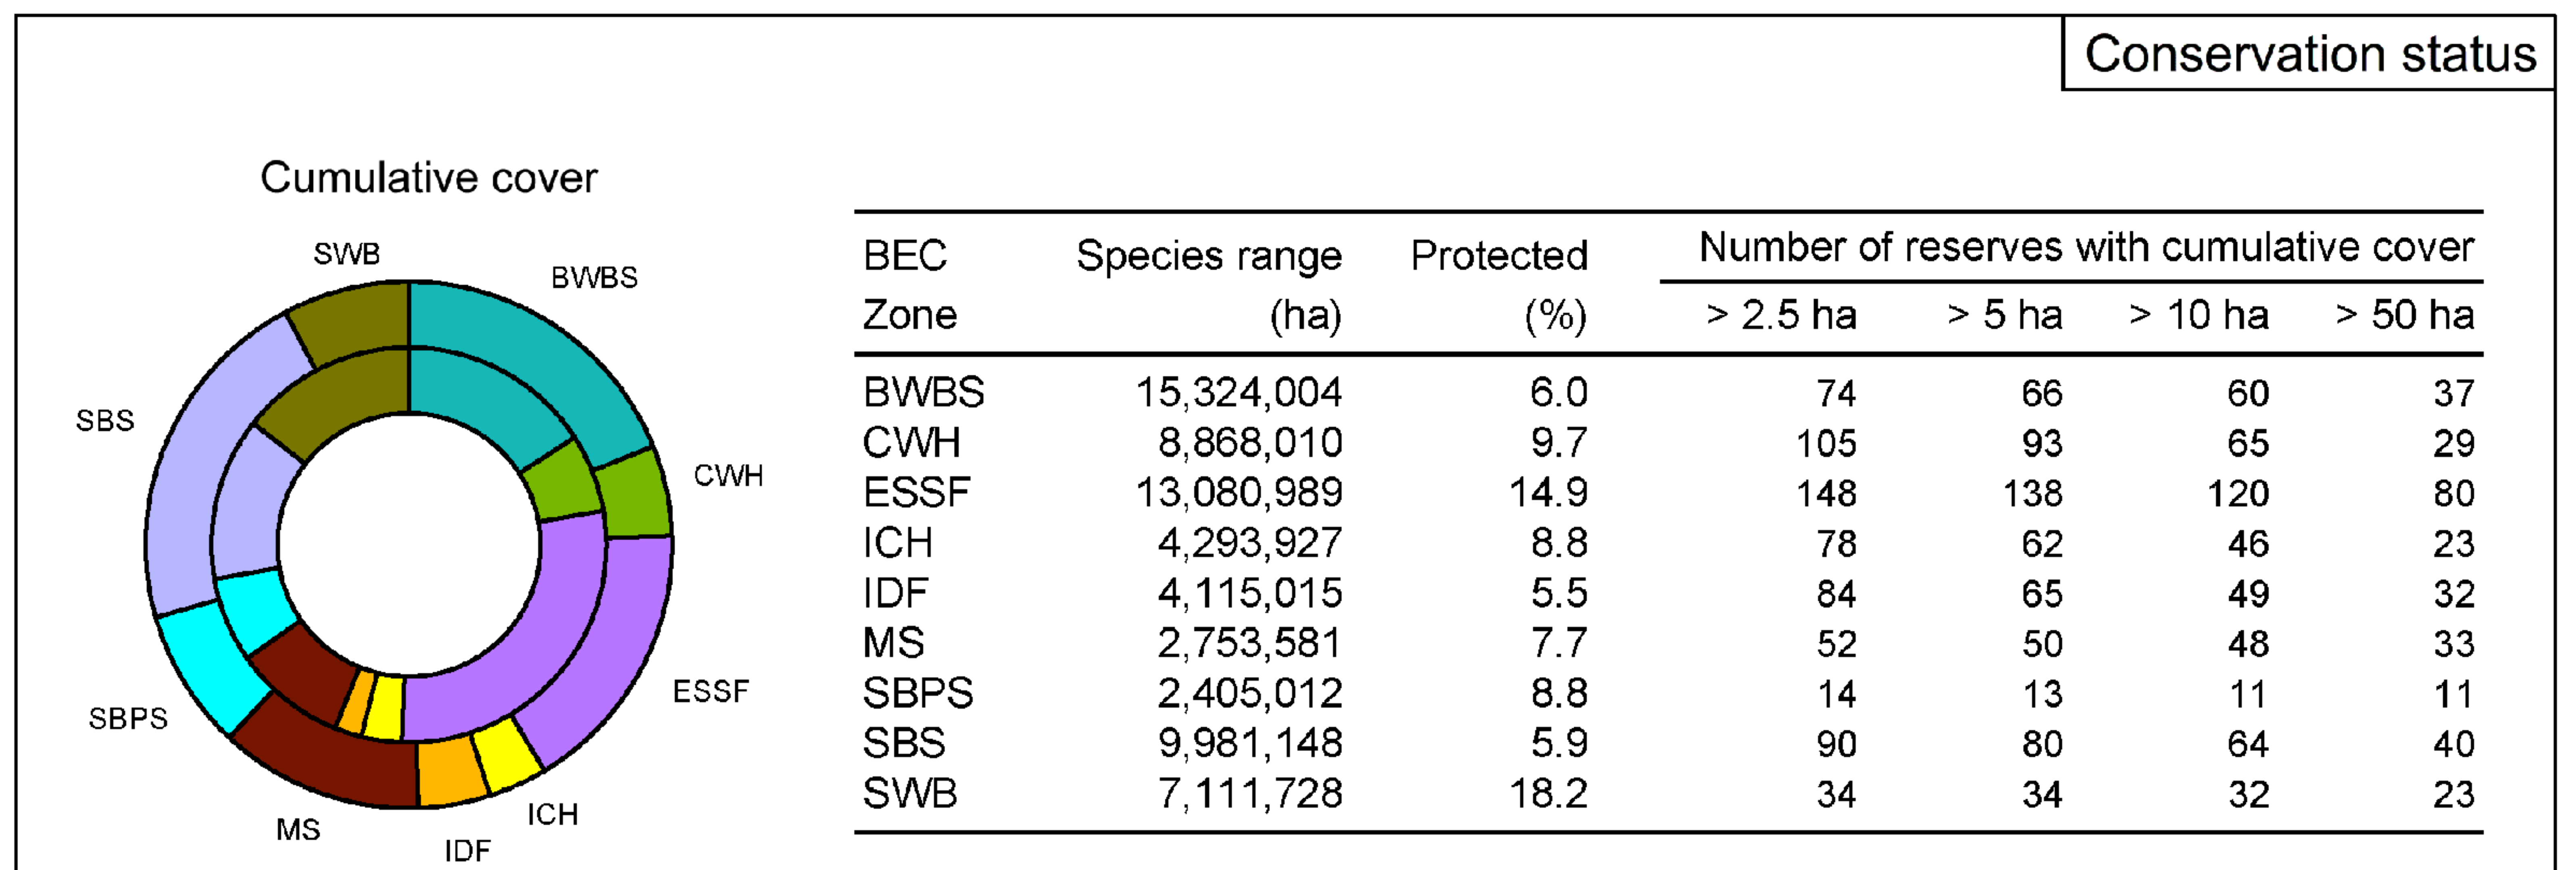 Conservation status
Cumulative cover
SWB
BWBS
SBS
CWH
ESSF
SBPS
ICH
MS
IDF
BEC Species range Protected Number of reserves with cumulative cover
Zone (ha) (%) > 2.5 ha > 5 ha > 10 ha > 50 ha
BWBS 15,324,004 6.0 74 66 60 37
CWH 8,868,010 9.7 105 93 65 29
ESSF 13,080,989 14.9 148 138 120 80
ICH 4,293,927 8.8 78 62 46 23
IDF 4,115,015 5.5 84 65 49 32
MS 2,753,581 7.7 52 50 48 33
SBPS 2,405,012 8.8 14 13 11 11
SBS 9,981,148 5.9 90 80 64 40
SWB 7,111,728 18.2 34 34 32 23